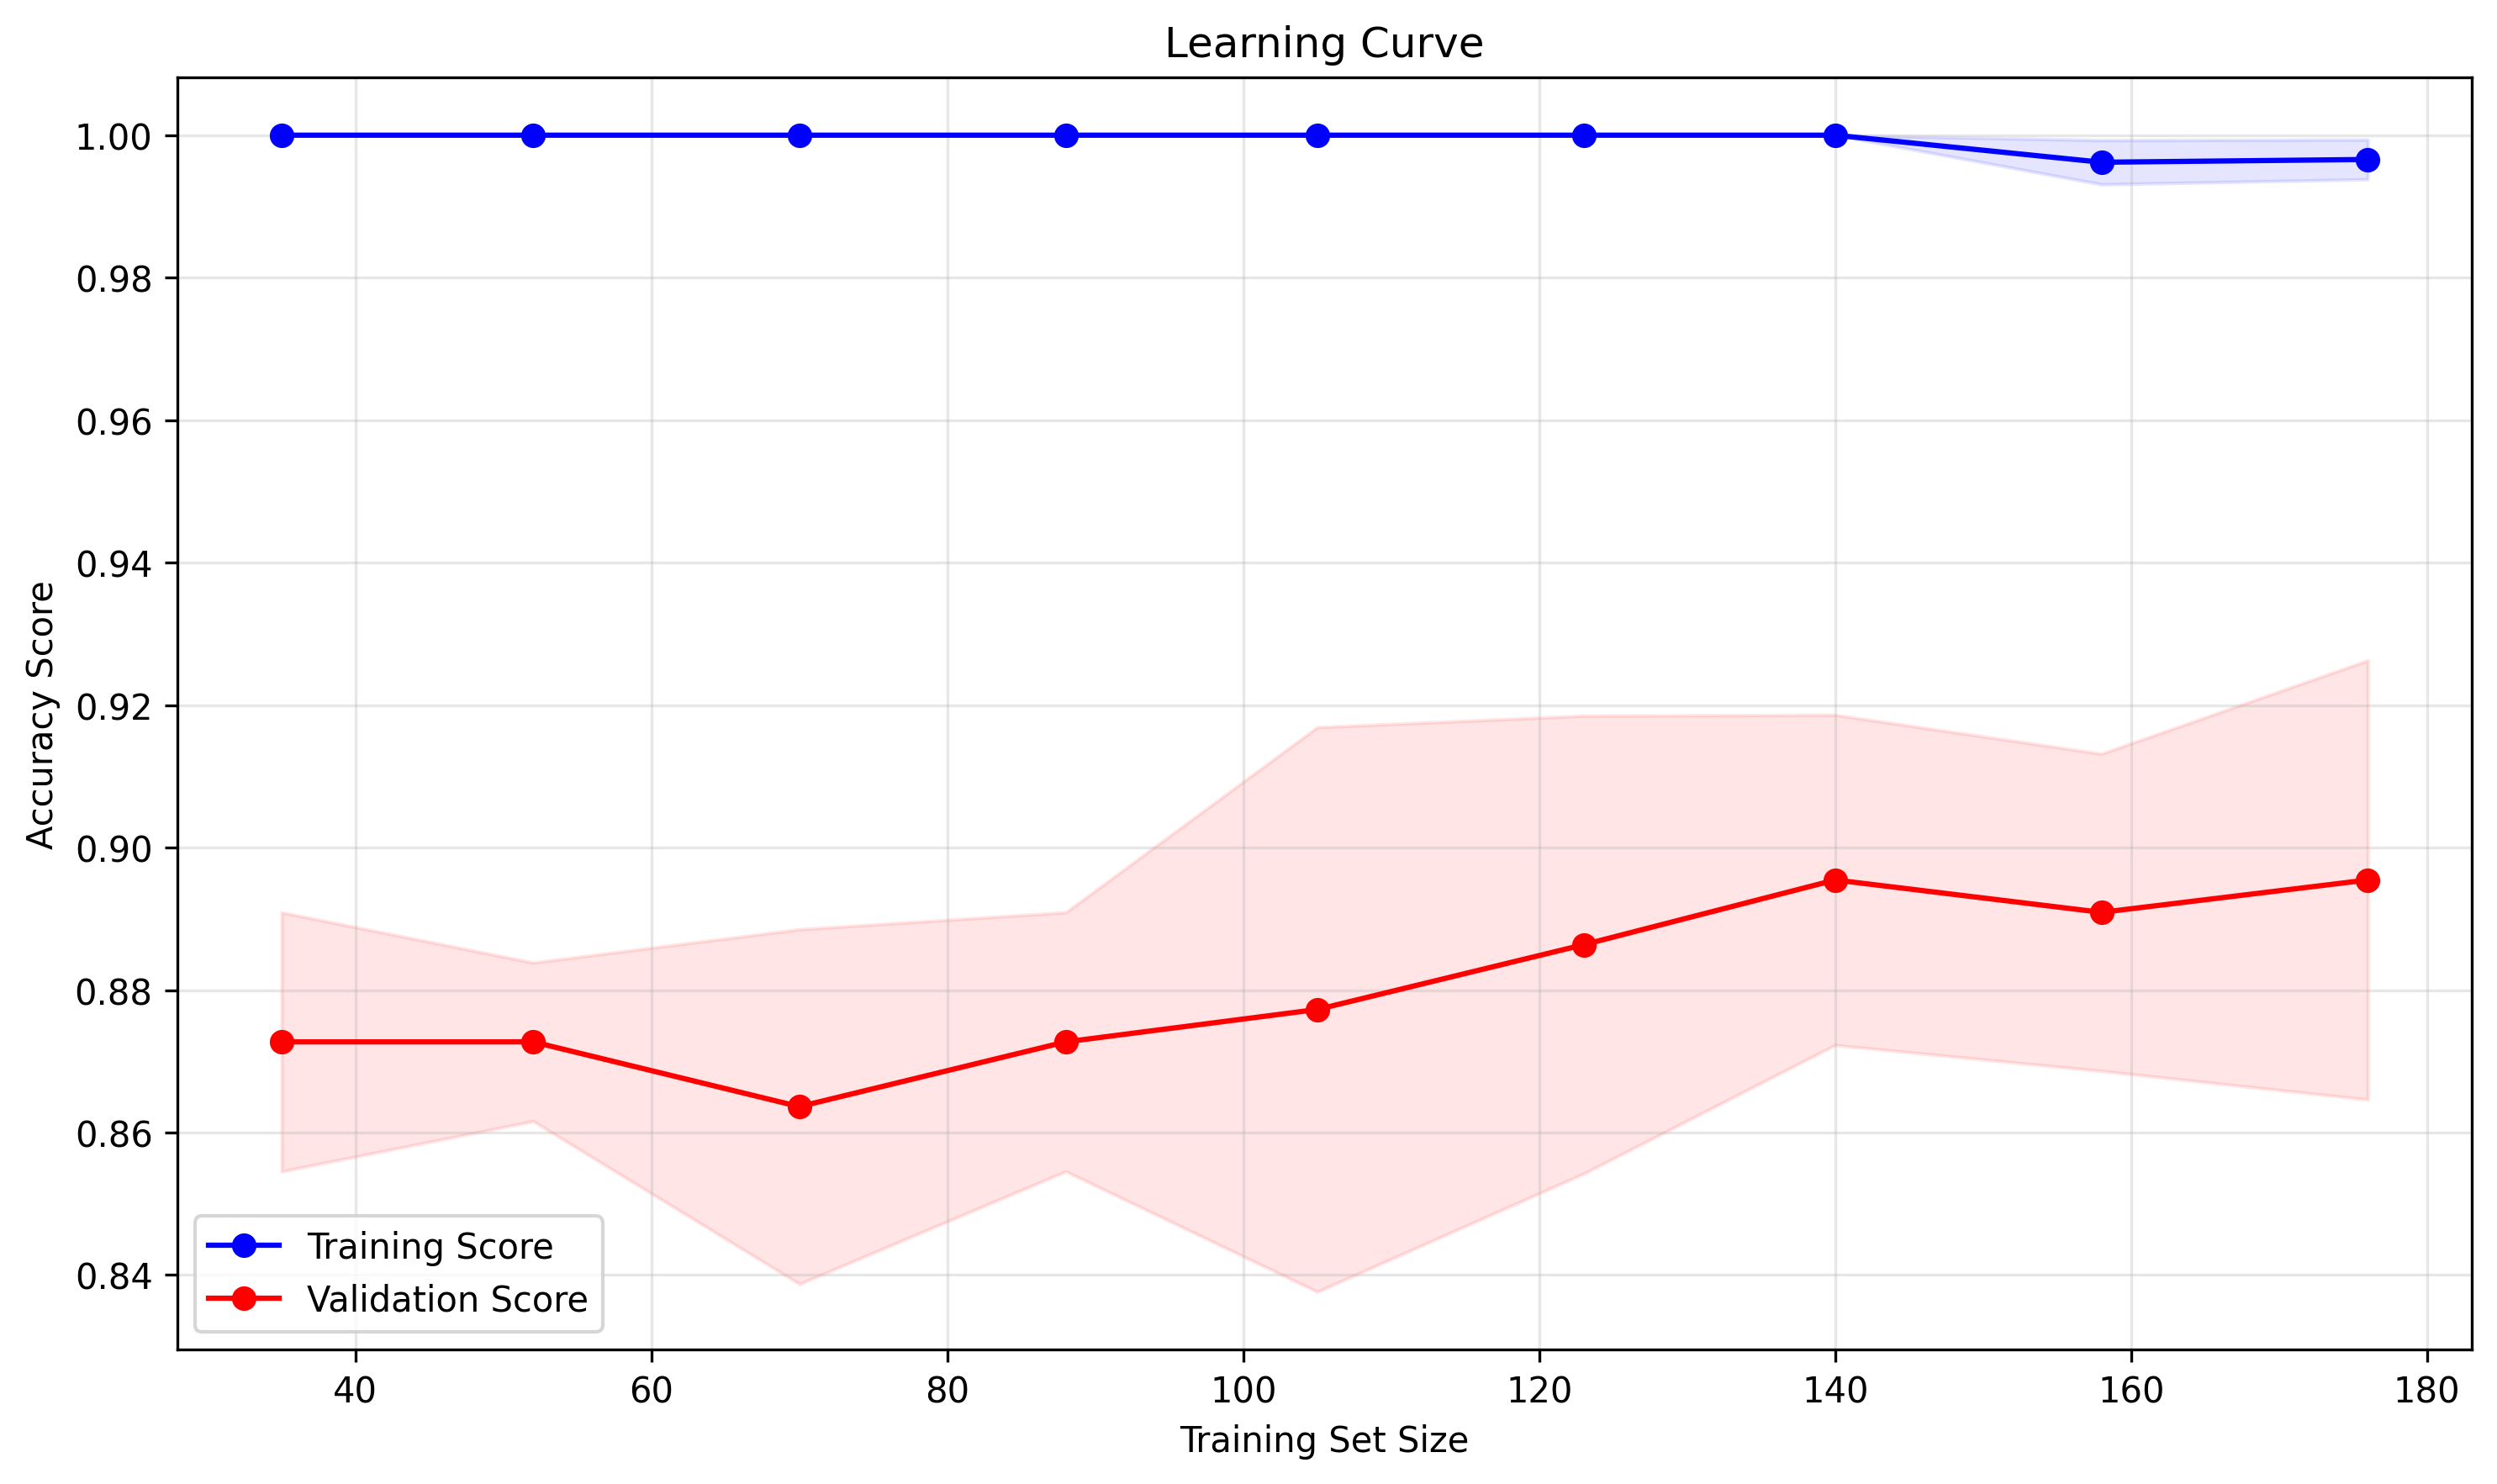 Learning Curve
Accuracy Score
1.00
0.98
0.96
0.94
0.92
0.90
0.88
0.86
0.84
Training Score
Validation Score
40 60 80 100 120 140 160 180
Training Set Size